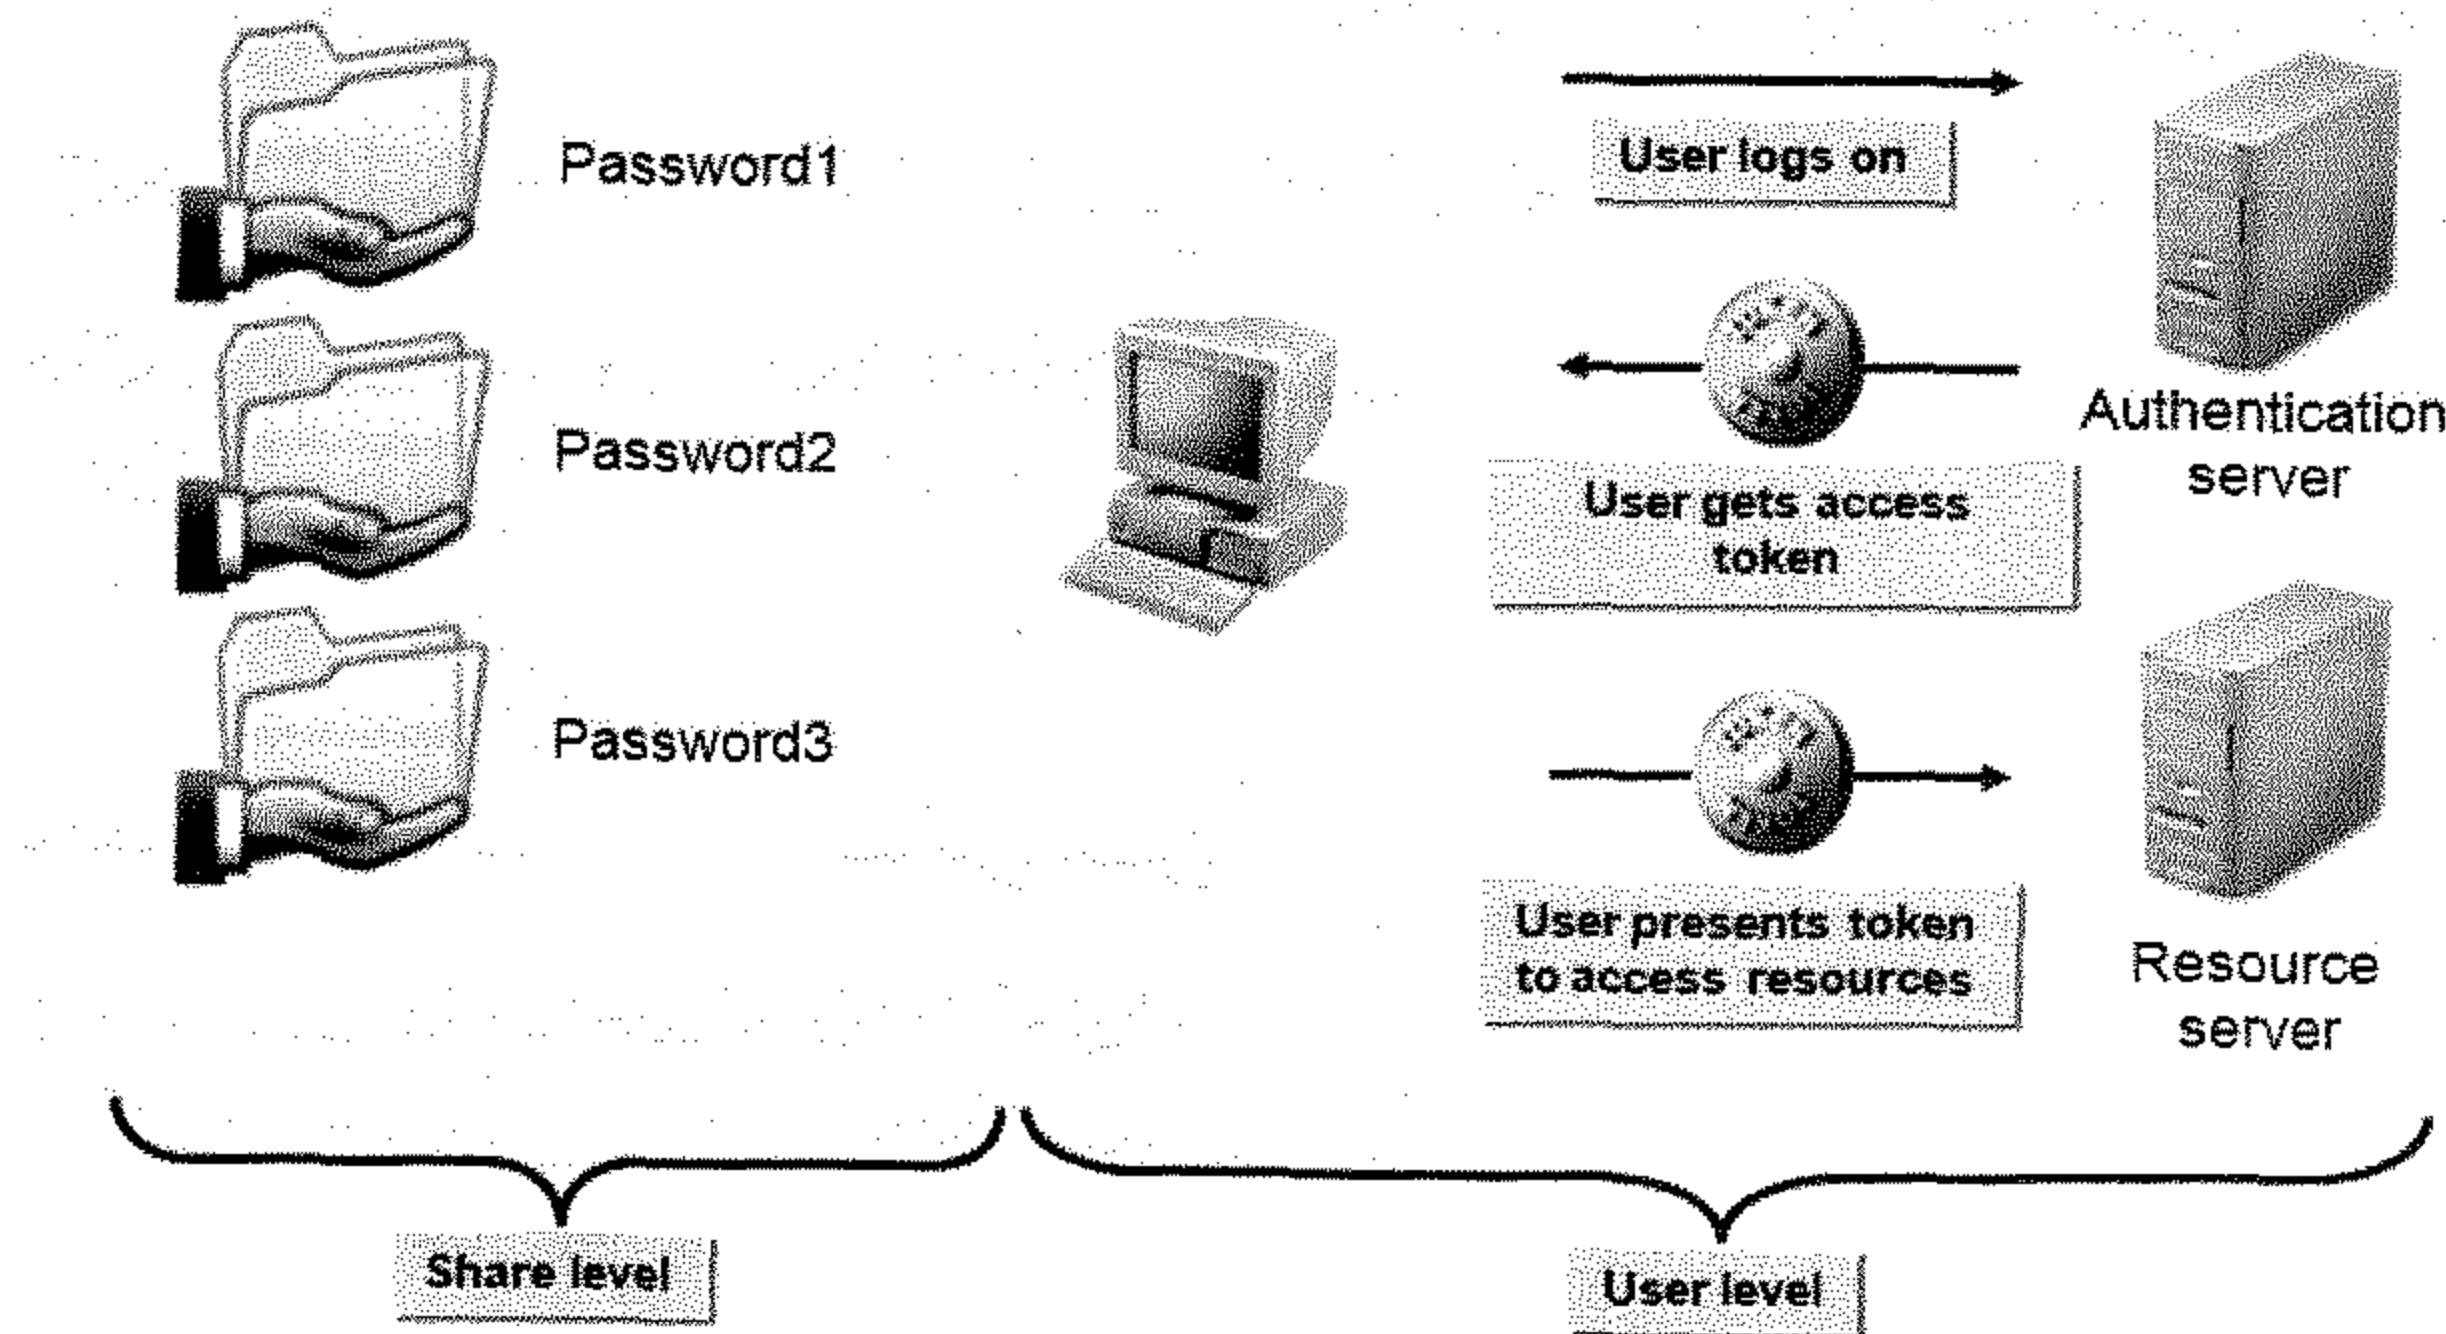 Password1
Password2
Password3
Share level
User logs on
Authentication
server
User gets access
token
User presents token
to access resources
Resource
server
User level